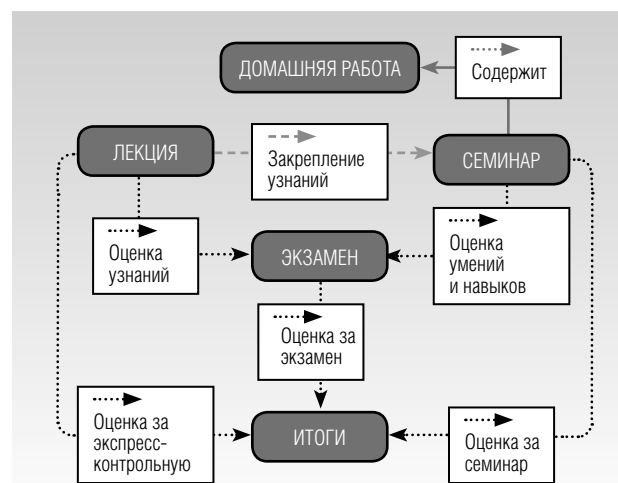 ДОМАШНЯЯ РАБОТА
Содержит
ЛЕКЦИЯ
Закрепление
узнаний
СЕМИНАР
Оценка
узнаний
ЭКЗАМЕН
Оценка
умений
и навыков
Оценка за
экзамен
Оценка за
экспресс-
контрольную
ИТОГИ
Оценка за
семинар